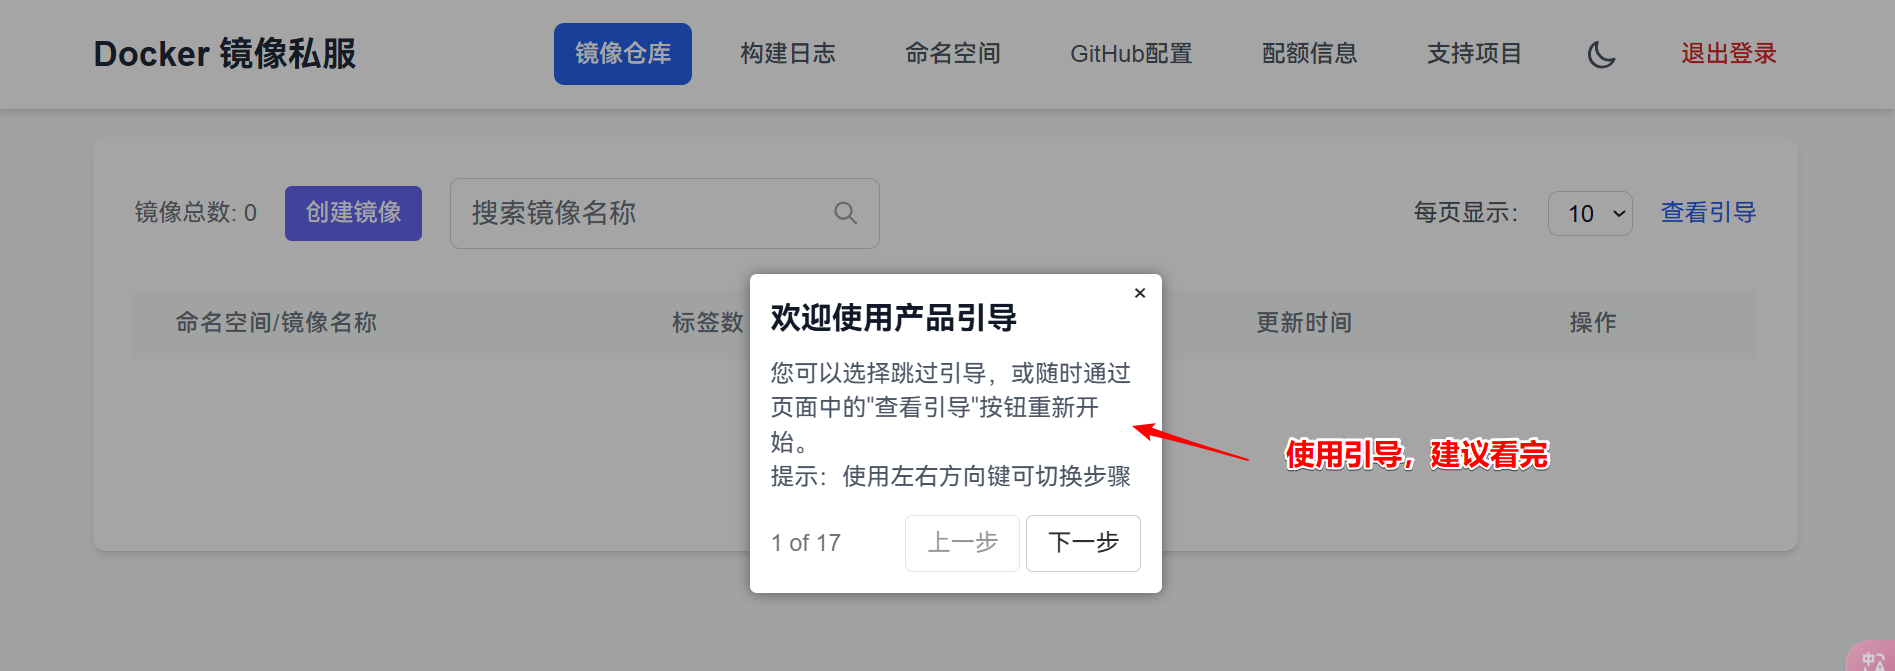 Docker 镜像私服
镜像仓库
构建日志
命名空间
GitHub配置
配额信息
支持项目
退出登录
镜像总数: 0
创建镜像
搜索镜像名称
每页显示：
10
查看引导
命名空间/镜像名称
标签数
更新时间
操作
欢迎使用产品引导
您可以选择跳过引导，或随时通过
页面中的"查看引导"按钮重新开
始。
提示：使用左右方向键可切换步骤
1 of 17
上一步
下一步
使用引导，建议看完
中
A